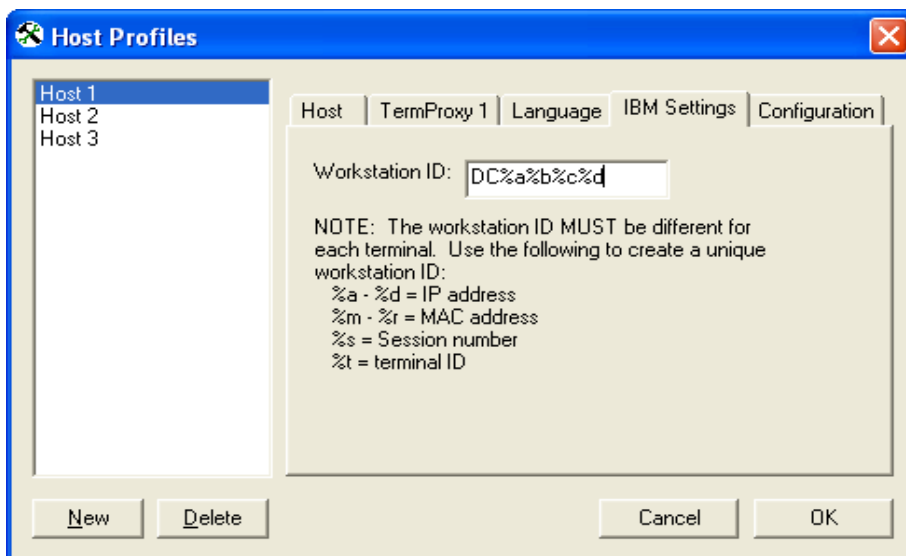 Host Profiles
Host 1
Host 2
Host 3
Host TermProxy 1 Language IBM Settings Configuration
Workstation ID: DC%a%b%c%d
NOTE: The workstation ID MUST be different for
each terminal. Use the following to create a unique
workstation ID:
%a - %d = IP address
%m - %r = MAC address
%s = Session number
%t = terminal ID
New Delete Cancel OK